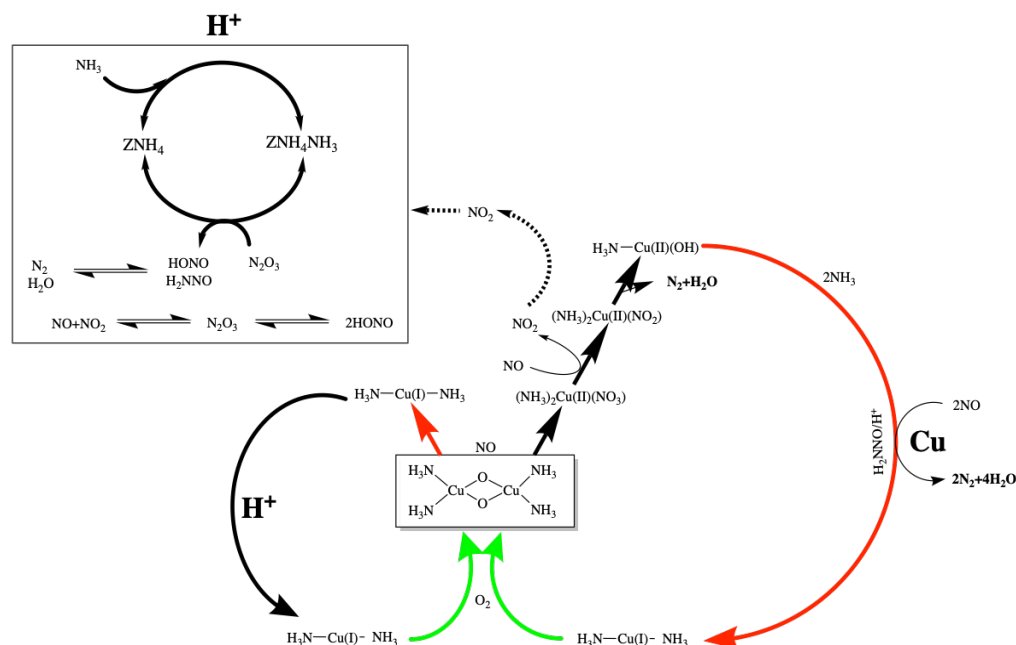 H⁺
NH₃
ZNH₄
ZNH₄NH₃
N₂
H₂O
HONO
H₂NNO
N₂O₃
NO+NO₂
N₂O₃
2HONO
NO₂
H₃N—Cu(II)(OH)
2NH₃
N₂+H₂O
(NH₃)₂Cu(II)(NO₂)
NO₂
NO
(NH₃)₂Cu(II)(NO₃)
H₃N—Cu(I)—NH₃
2NO
Cu
H₂NNO/H⁺
2N₂+4H₂O
NO
H₃N
NH₃
O
Cu
Cu
O
H₃N
NH₃
H⁺
O₂
H₃N—Cu(I)- NH₃
H₃N—Cu(I)- NH₃